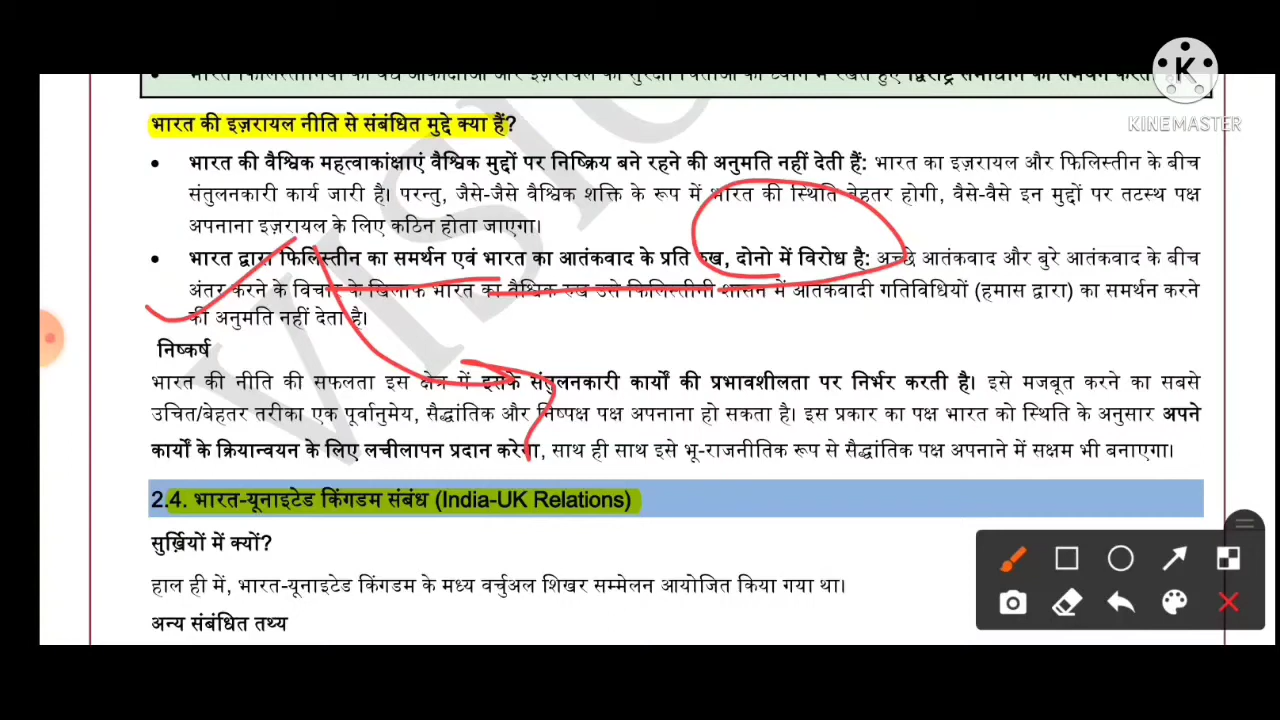 KINEMASTER
भारत की इज़रायल नीति से संबंधित मुद्दे क्या हैं?
• भारत की वैश्विक महत्वाकांक्षाएं वैश्विक मुद्दों पर निष्क्रिय बने रहने की अनुमति नहीं देती हैं: भारत का इज़रायल और फिलिस्तीन के बीच
संतुलनकारी कार्य जारी है। परन्तु, जैसे-जैसे वैश्विक शक्ति के रूप में भारत की स्थिति बेहतर होगी, वैसे-वैसे इन मुद्दों पर तटस्थ पक्ष
अपनाना इज़रायल के लिए कठिन होता जाएगा।
• भारत द्वारा फिलिस्तीन का समर्थन एवं भारत का आतंकवाद के प्रति रुख, दोनो में विरोध है: अच्छे आतंकवाद और बुरे आतंकवाद के बीच
अंतर करने के विचार के खिलाफ भारत का वैश्विक रुख उसे फिलिस्तीनी शासन में आतंकवादी गतिविधियों (हमास द्वारा) का समर्थन करने
की अनुमति नहीं देता है।
निष्कर्ष
भारत की नीति की सफलता इस क्षेत्र में इसके संतुलनकारी कार्यों की प्रभावशीलता पर निर्भर करती है। इसे मजबूत करने का सबसे
उचित/बेहतर तरीका एक पूर्वानुमेय, सैद्धांतिक और निष्पक्ष पक्ष अपनाना हो सकता है। इस प्रकार का पक्ष भारत को स्थिति के अनुसार अपने
कार्यों के क्रियान्वयन के लिए लचीलापन प्रदान करेगा, साथ ही साथ इसे भू-राजनीतिक रूप से सैद्धांतिक पक्ष अपनाने में सक्षम भी बनाएगा।
2.4. भारत-यूनाइटेड किंगडम संबंध (India-UK Relations)
सुर्ख़ियों में क्यों?
हाल ही में, भारत-यूनाइटेड किंगडम के मध्य वर्चुअल शिखर सम्मेलन आयोजित किया गया था।
अन्य संबंधित तथ्य